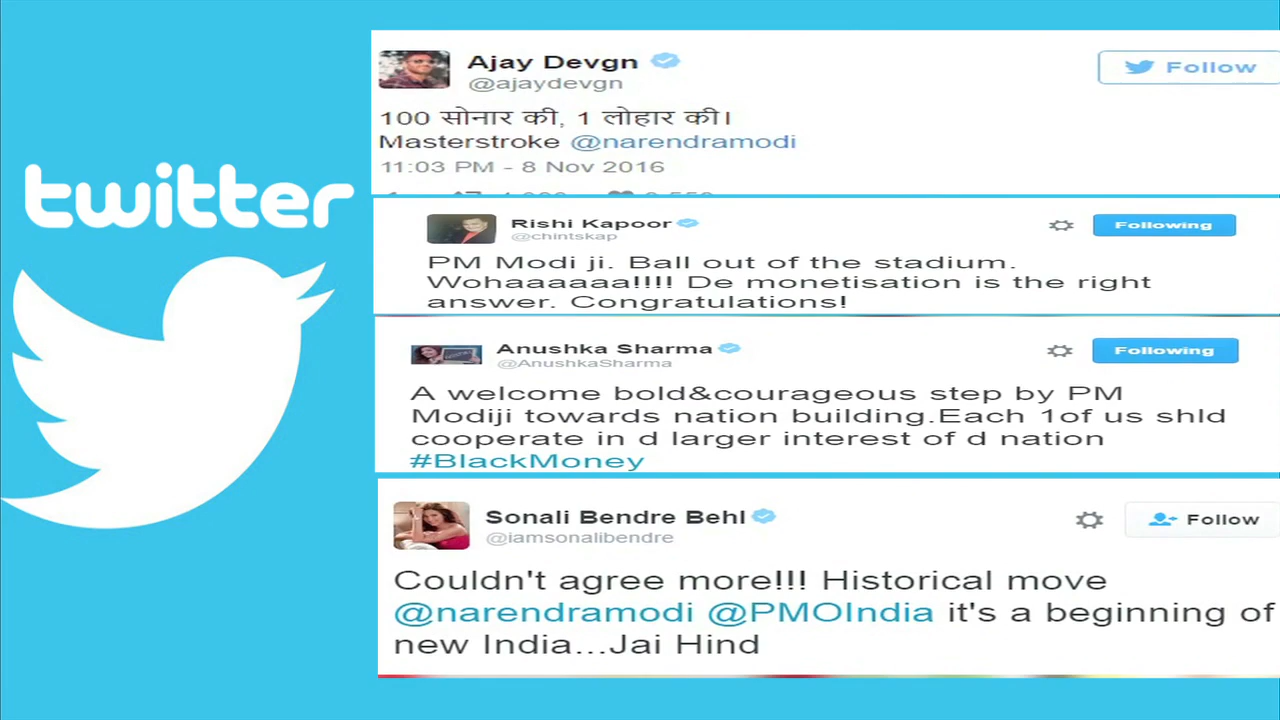 twitter
Ajay Devgn
@ajaydevgn
Follow
100 सोनार की, 1 लोहार की।
Masterstroke @narendramodi
11:03 PM - 8 Nov 2016
Rishi Kapoor
@chintskap
Following
PM Modi ji. Ball out of the stadium.
Wohaaaaaa!!!! De monetisation is the right
answer. Congratulations!
Anushka Sharma
@AnushkaSharma
Following
A welcome bold&courageous step by PM
Modiji towards nation building.Each 1of us shld
cooperate in d larger interest of d nation
#BlackMoney
Sonali Bendre Behl
@iamsonalibendre
Follow
Couldn't agree more!!! Historical move
@narendramodi @PMOIndia it's a beginning of
new India...Jai Hind